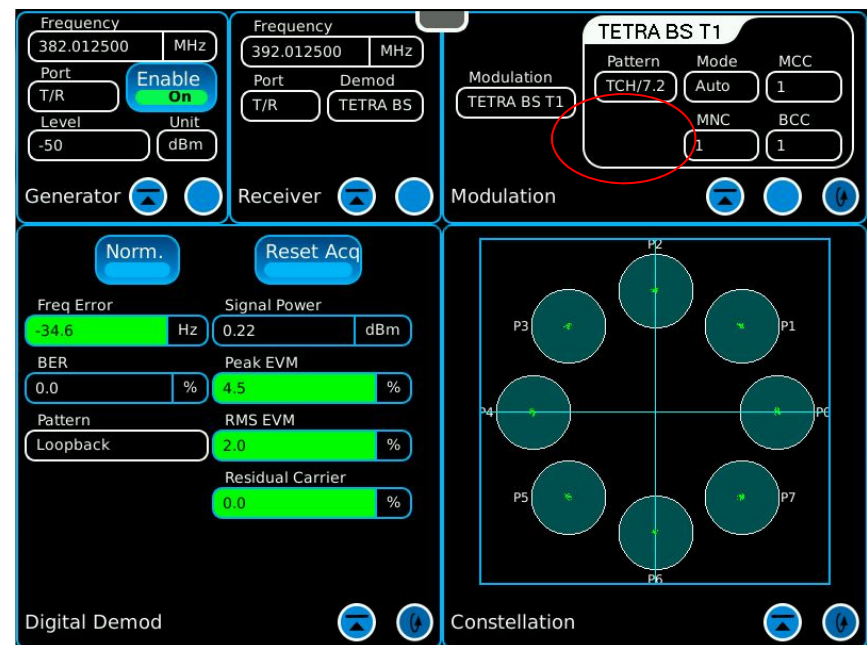 Frequency
382.012500 MHz
Port
T/R
Enable
On
Level Unit
-50 dBm
Generator
Frequency
392.012500 MHz
Port Demod
T/R TETRA BS
Receiver
Modulation
TETRA BS T1
TETRA BS T1
Pattern Mode MCC
TCH/7.2 Auto 1
MNC BCC
1 1
Modulation
Norm. Reset Acq
Freq Error Signal Power
-34.6 Hz 0.22 dBm
BER Peak EVM
0.0 % 4.5 %
Pattern RMS EVM
Loopback 2.0 %
Residual Carrier
0.0 %
Digital Demod
P2
P3 P1
P4 P0
P5 P7
P6
Constellation